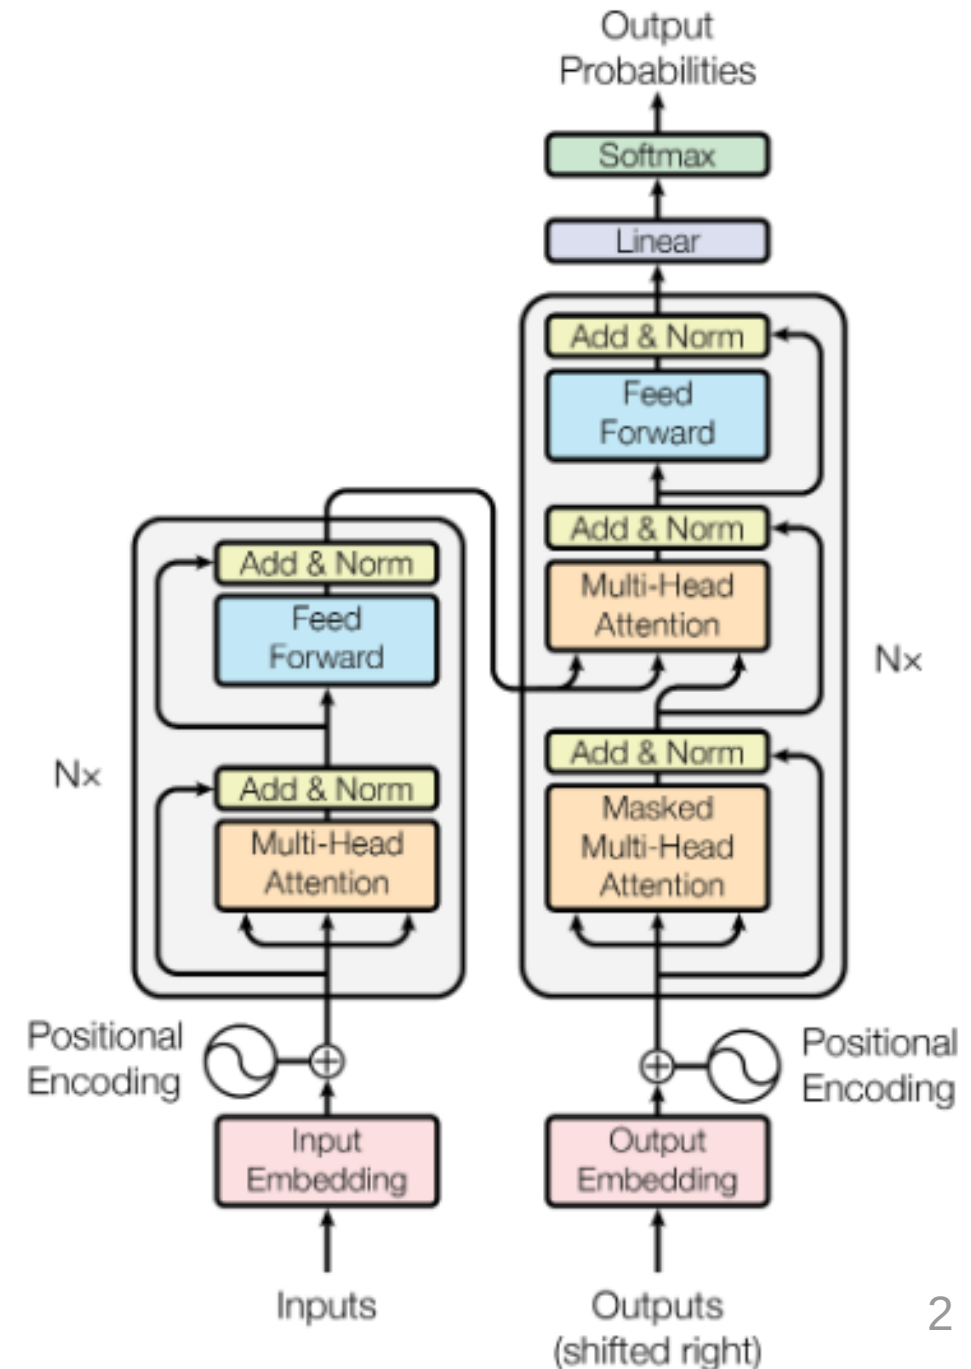 Output
Probabilities
Softmax
Linear
Add & Norm
Feed
Forward
Add & Norm
Multi-Head
Attention
Nx
Add & Norm
Masked
Multi-Head
Attention
Add & Norm
Feed
Forward
Nx
Add & Norm
Multi-Head
Attention
Positional
Encoding
Positional
Encoding
Input
Embedding
Output
Embedding
Inputs
Outputs
(shifted right)
2